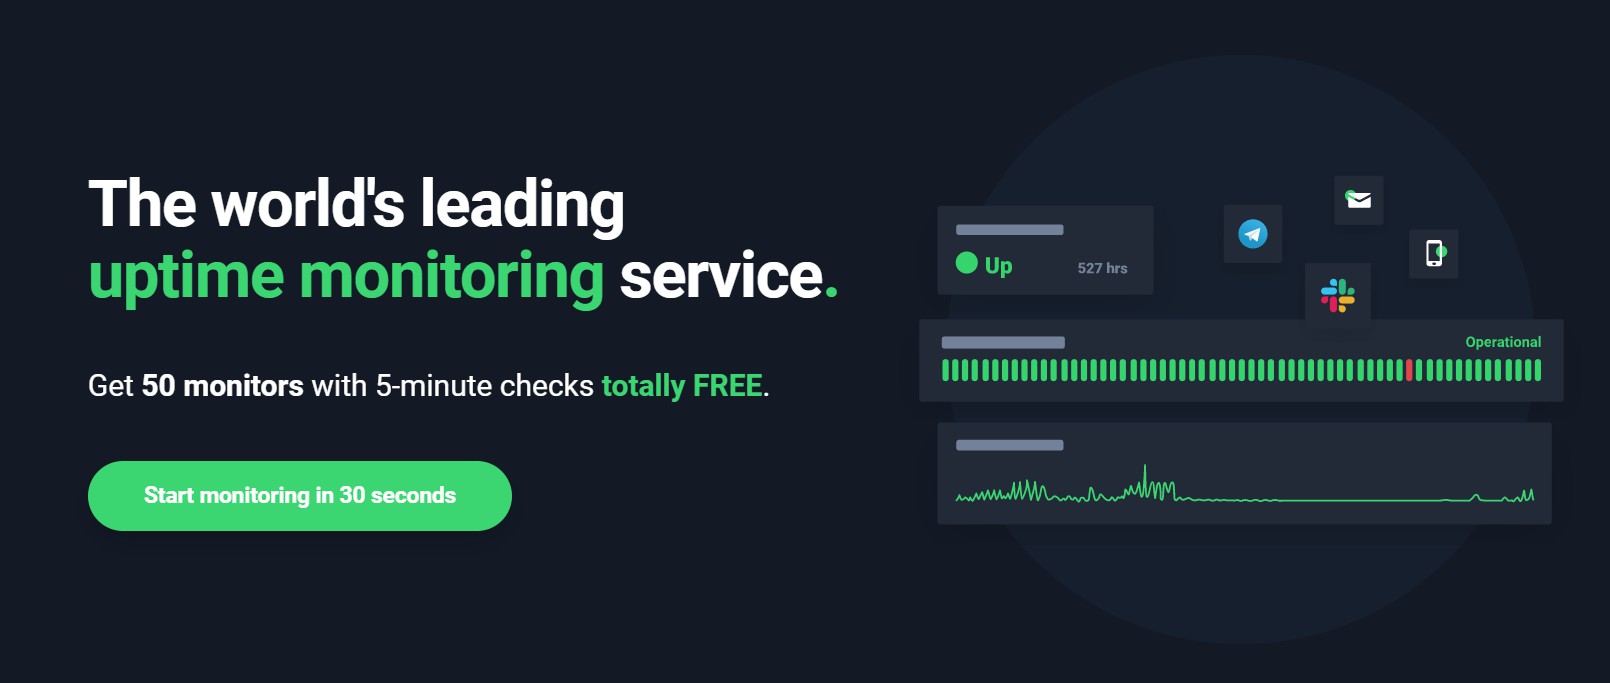 The world's leading
uptime monitoring service.
Get 50 monitors with 5-minute checks totally FREE.
Start monitoring in 30 seconds
Up
527 hrs
Operational